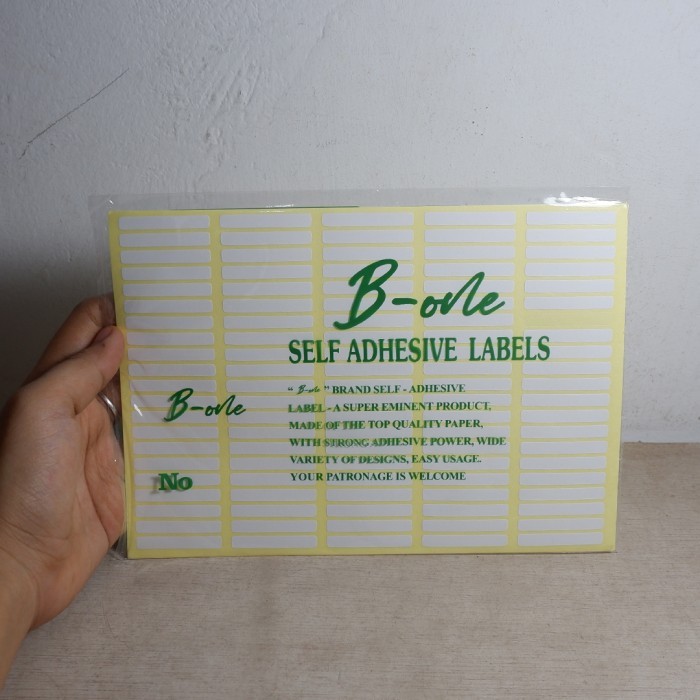 B-one
SELF ADHESIVE LABELS
" B-one " BRAND SELF - ADHESIVE
LABEL - A SUPER EMINENT PRODUCT,
MADE OF THE TOP QUALITY PAPER,
WITH STRONG ADHESIVE POWER, WIDE
VARIETY OF DESIGNS, EASY USAGE.
YOUR PATRONAGE IS WELCOME
B-one
No